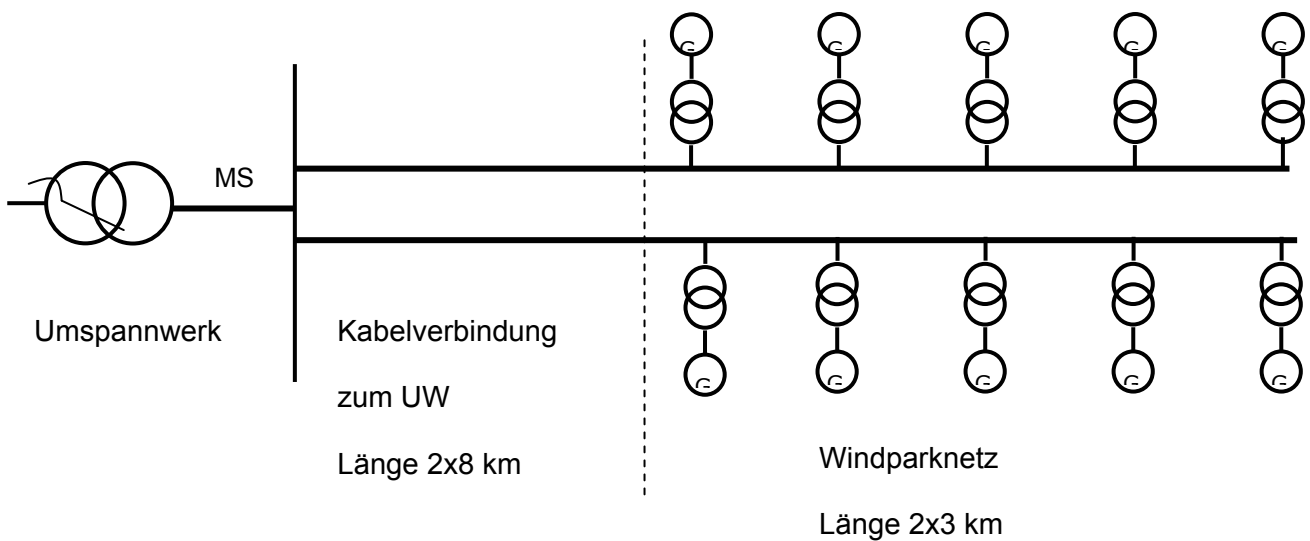 MS
Umspannwerk
Kabelverbindung
zum UW
Länge 2x8 km
Windparknetz
Länge 2x3 km